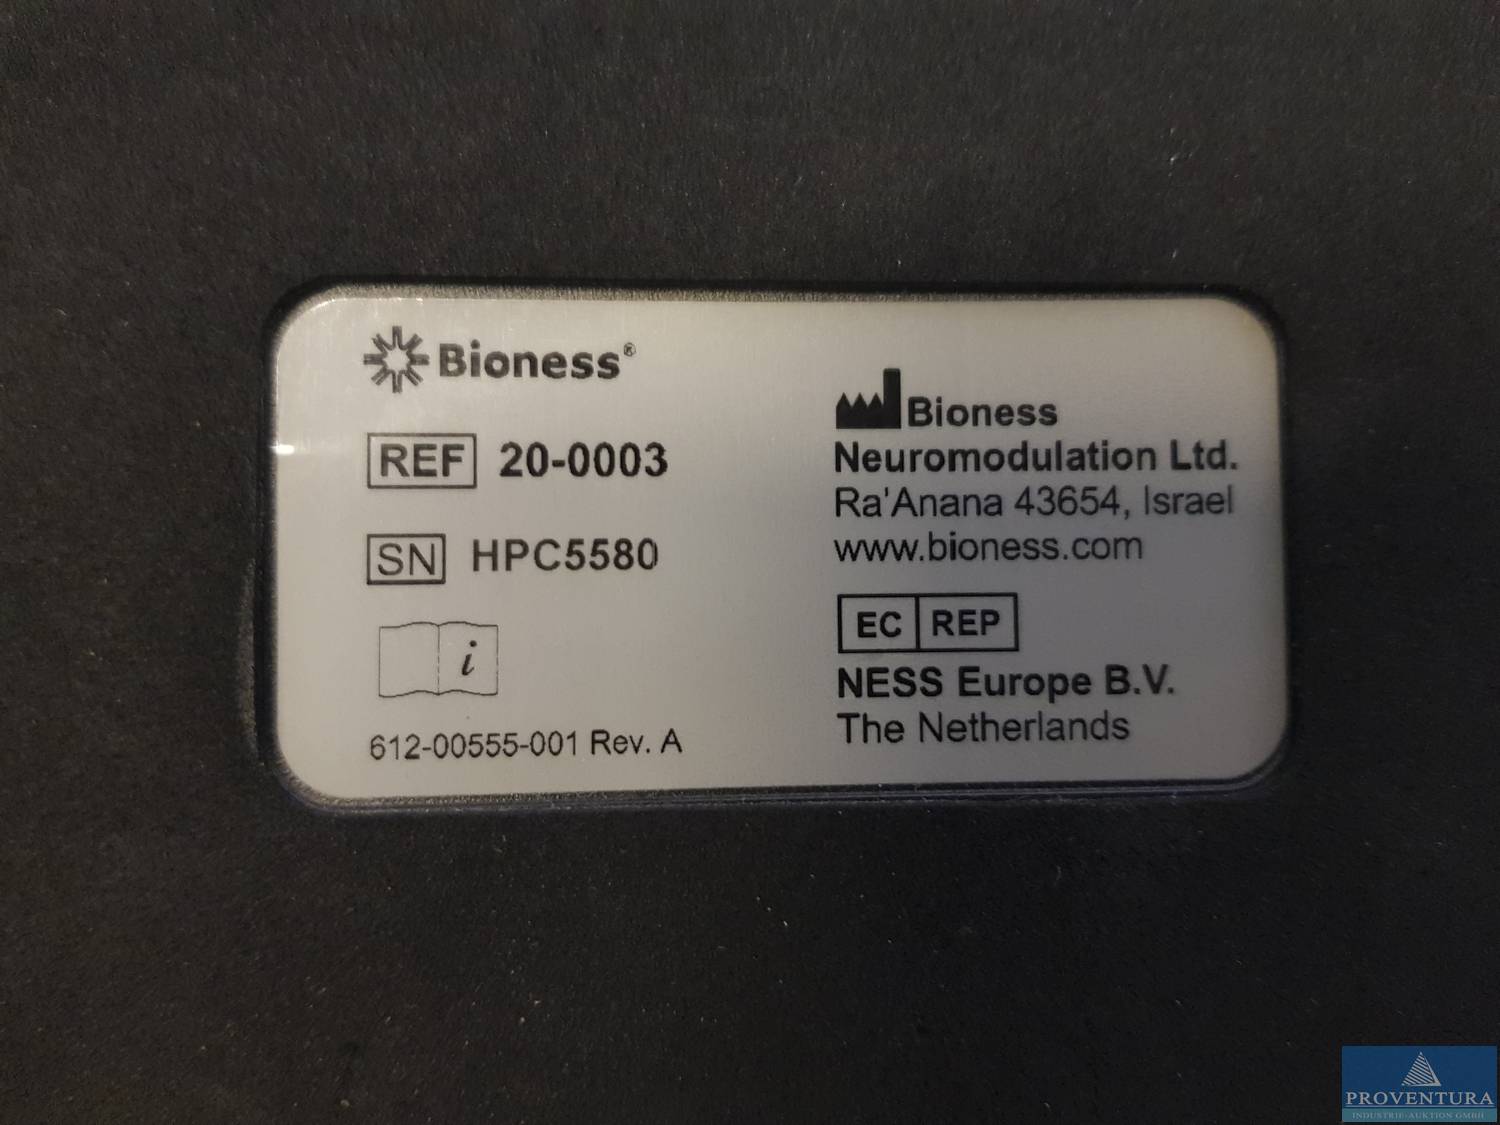 Bioness®
REF 20-0003
SN HPC5580
i
612-00555-001 Rev. A
Bioness
Neuromodulation Ltd.
Ra'Anana 43654, Israel
www.bioness.com
EC REP
NESS Europe B.V.
The Netherlands
PROVENTURA
INDUSTRIE-AUKTION GMBH